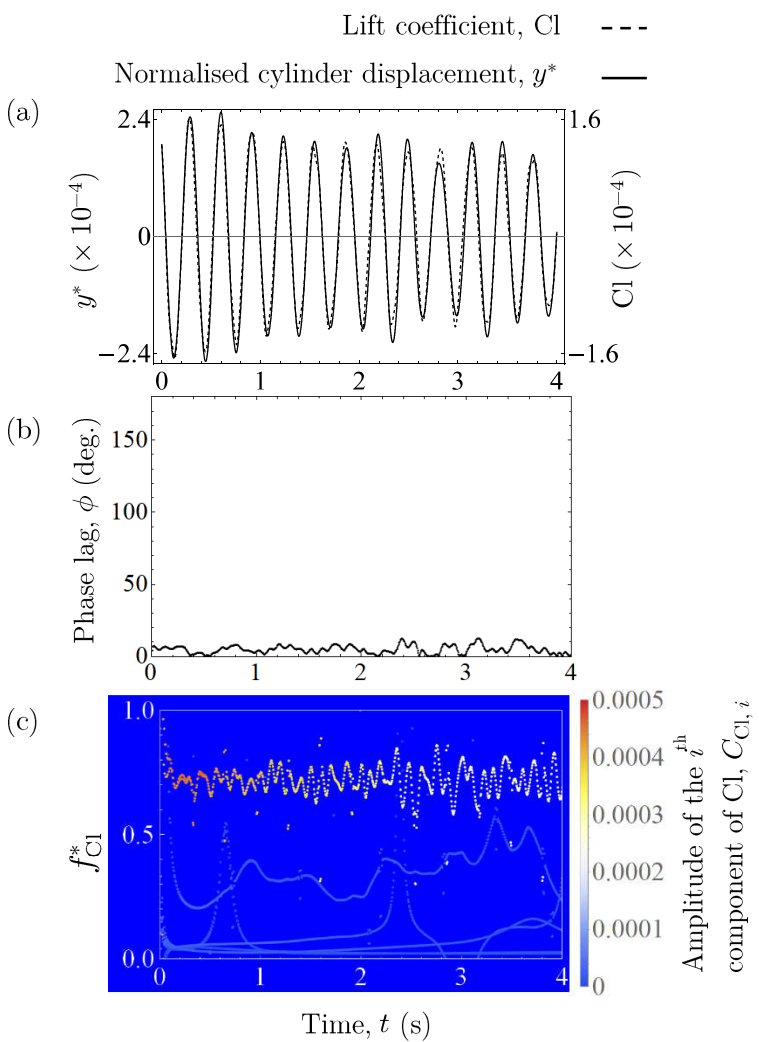 Lift coefficient, Cl
Normalised cylinder displacement, y*
(a)
2.4
0
−2.4
y* (× 10⁻⁴)
1.6
−1.6
Cl (× 10⁻⁴)
0 1 2 3 4
(b)
150
100
50
0
Phase lag, ϕ (deg.)
0 1 2 3 4
(c)
1.0
0.5
0.0
f*Cl
0 1 2 3 4
0.0005
0.0004
0.0003
0.0002
0.0001
0
Amplitude of the iᵗʰ
component of Cl, C_Cl, i
Time, t (s)